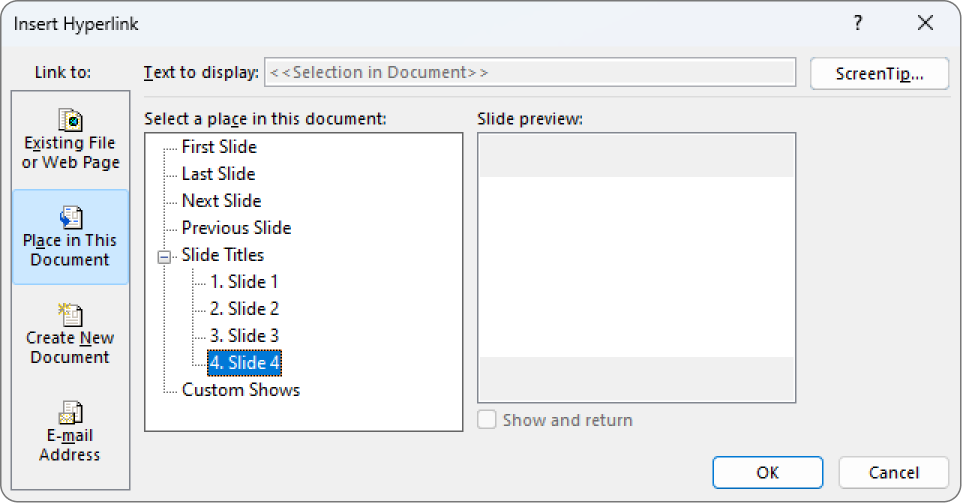 Insert Hyperlink
?
Link to:
Text to display: <<Selection in Document>>
ScreenTip...
Existing File
or Web Page
Place in This
Document
Create New
Document
E-mail
Address
Select a place in this document:
First Slide
Last Slide
Next Slide
Previous Slide
Slide Titles
1. Slide 1
2. Slide 2
3. Slide 3
4. Slide 4
Custom Shows
Slide preview:
Show and return
OK
Cancel